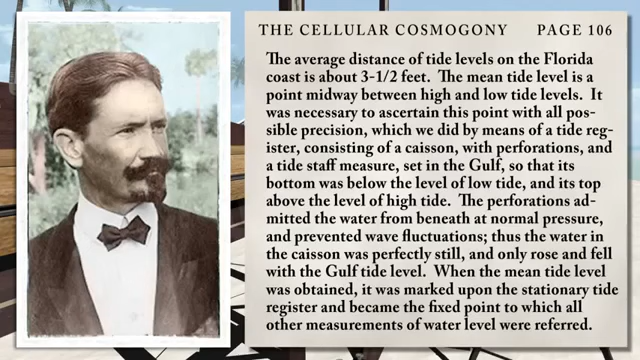 THE CELLULAR COSMOGONY PAGE 106
The average distance of tide levels on the Florida
coast is about 3-1/2 feet. The mean tide level is a
point midway between high and low tide levels. It
was necessary to ascertain this point with all pos-
sible precision, which we did by means of a tide reg-
ister, consisting of a caisson, with perforations, and
a tide staff measure, set in the Gulf, so that its
bottom was below the level of low tide, and its top
above the level of high tide. The perforations ad-
mitted the water from beneath at normal pressure,
and prevented wave fluctuations; thus the water in
the caisson was perfectly still, and only rose and fell
with the Gulf tide level. When the mean tide level
was obtained, it was marked upon the stationary tide
register and became the fixed point to which all
other measurements of water level were referred.